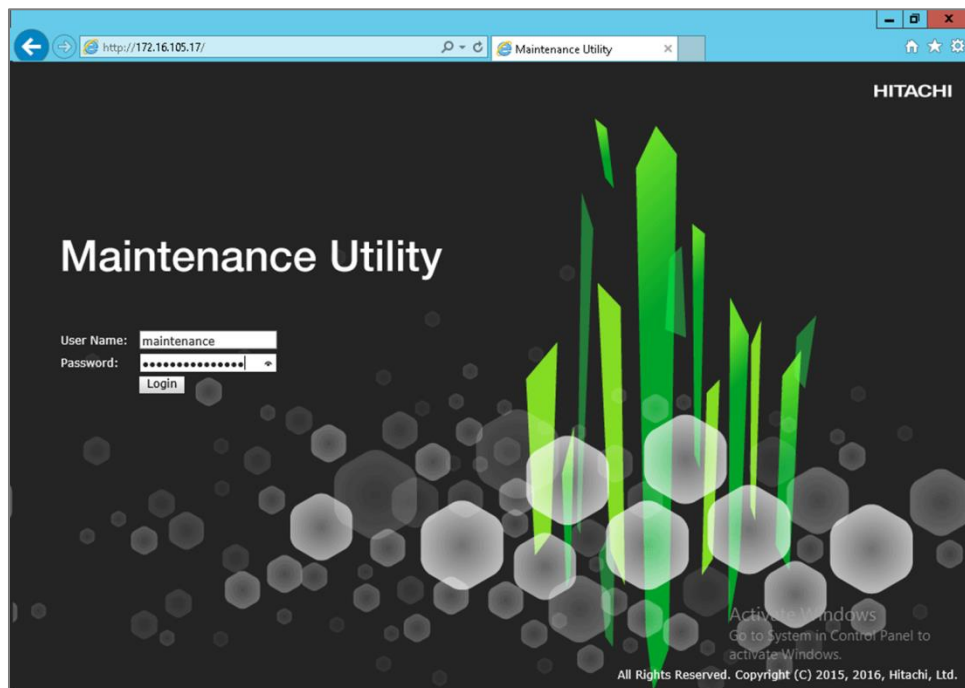 http://172.16.105.17/
Maintenance Utility
HITACHI
Maintenance Utility
User Name: maintenance
Password: •••••••••••••••
Login
Activate Windows
Go to System in Control Panel to
activate Windows.
All Rights Reserved. Copyright (C) 2015, 2016, Hitachi, Ltd.